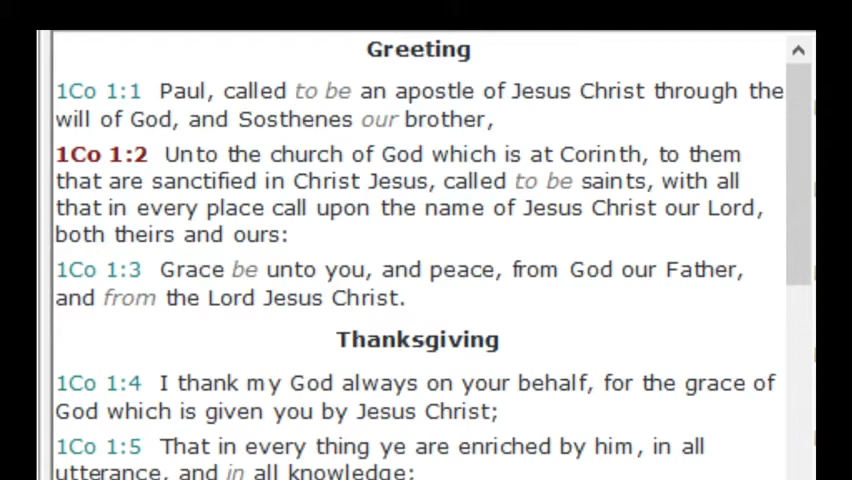 Greeting
1Co 1:1 Paul, called to be an apostle of Jesus Christ through the
will of God, and Sosthenes our brother,
1Co 1:2 Unto the church of God which is at Corinth, to them
that are sanctified in Christ Jesus, called to be saints, with all
that in every place call upon the name of Jesus Christ our Lord,
both theirs and ours:
1Co 1:3 Grace be unto you, and peace, from God our Father,
and from the Lord Jesus Christ.
Thanksgiving
1Co 1:4 I thank my God always on your behalf, for the grace of
God which is given you by Jesus Christ;
1Co 1:5 That in every thing ye are enriched by him, in all
utterance, and in all knowledge;